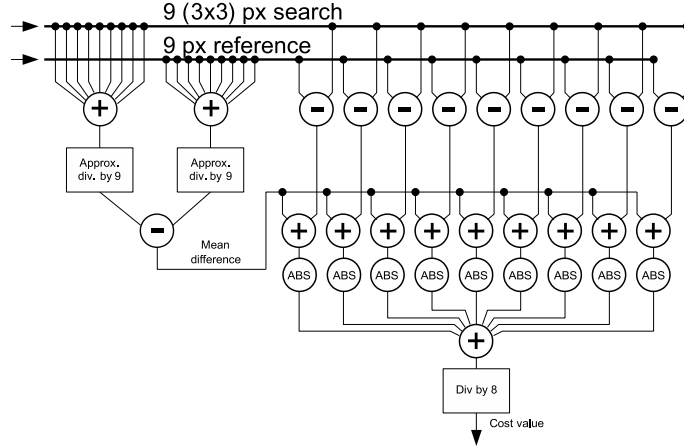 9 (3x3) px search
9 px reference
+
+
-
-
-
-
-
-
-
-
-
Approx.
div. by 9
Approx.
div. by 9
-
Mean
difference
+
+
+
+
+
+
+
+
+
ABS
ABS
ABS
ABS
ABS
ABS
ABS
ABS
ABS
+
Div by 8
Cost value